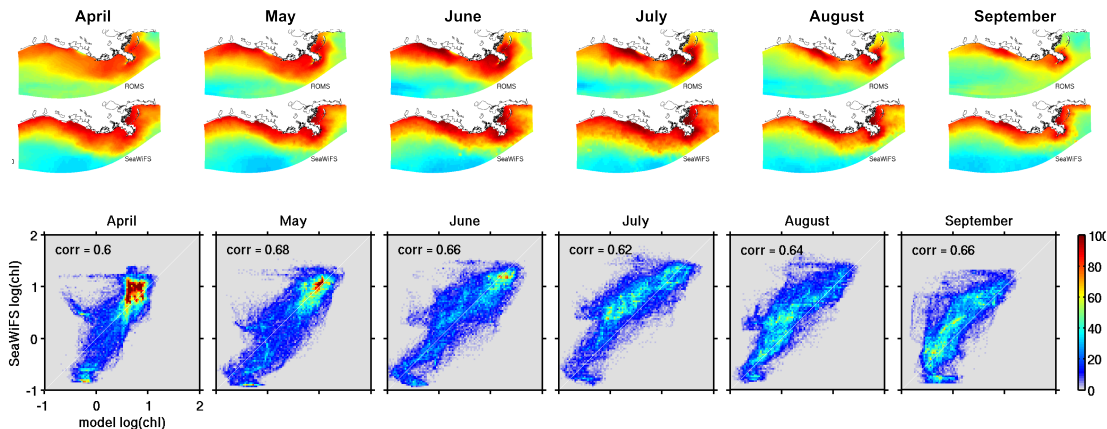 April May June July August September
ROMS ROMS ROMS ROMS ROMS ROMS
SeaWiFS SeaWiFS SeaWiFS SeaWiFS SeaWiFS SeaWiFS
April May June July August September
2 100
corr = 0.6 corr = 0.68 corr = 0.66 corr = 0.62 corr = 0.64 corr = 0.66
SeaWiFS log(chl)
80
1
60
40
0
20
-1 0
-1 0 1 2
model log(chl)